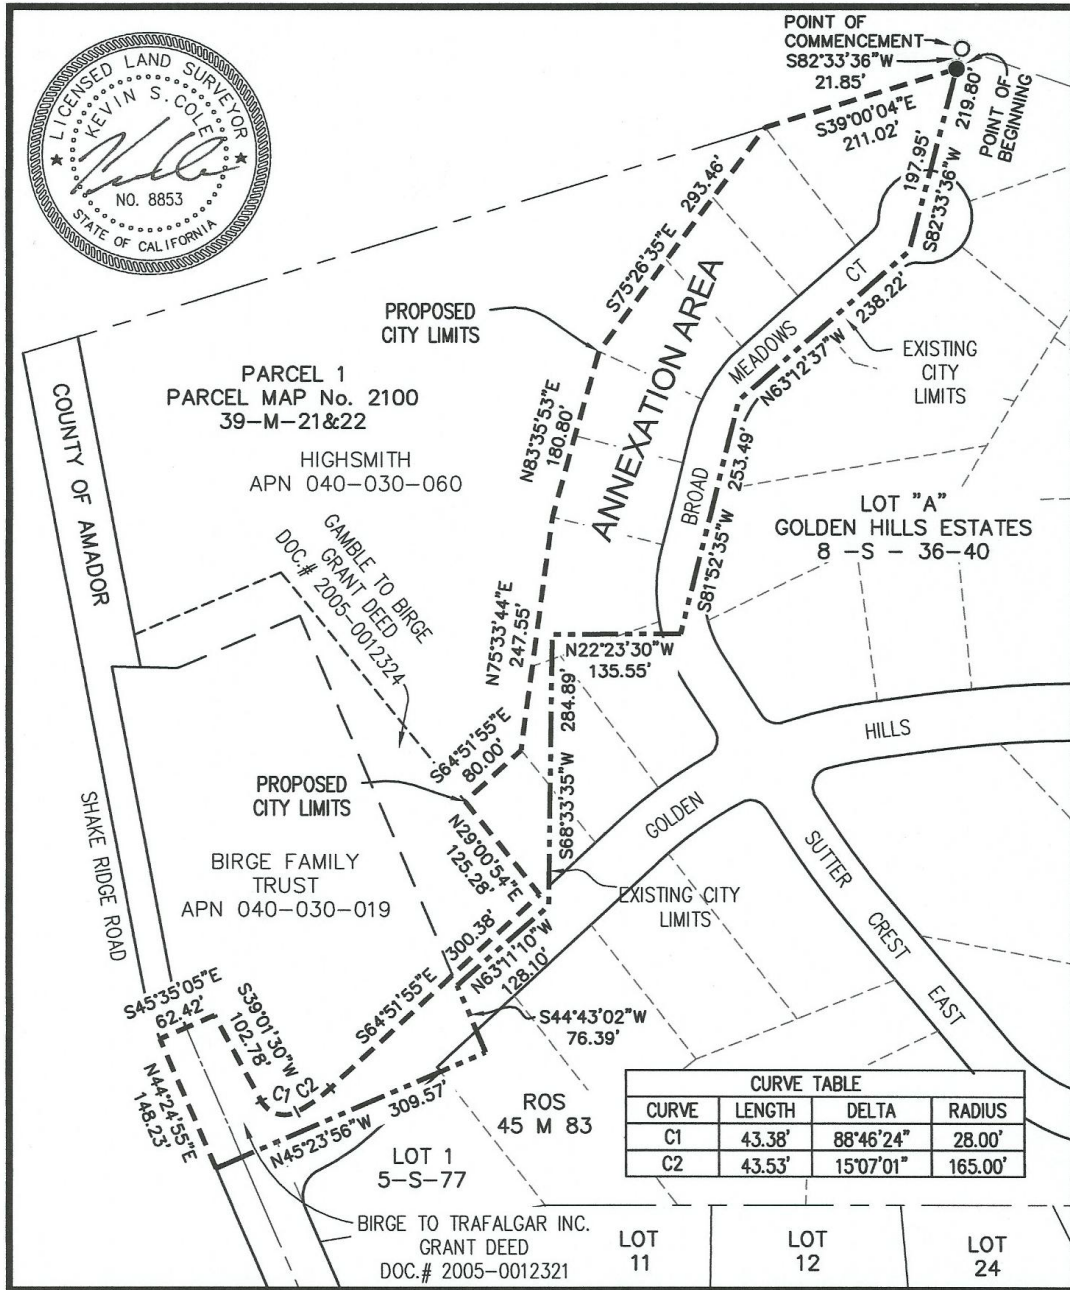 POINT OF
COMMENCEMENT
S82°33'36"W
21.85'
LICENSED LAND SURVEYOR
KEVIN S. COLE
NO. 8853
STATE OF CALIFORNIA
S39°00'04"E
211.02'
197.95'
219.80'
S82°33'36"W
POINT OF
BEGINNING
S75°26'35"E 293.46'
PROPOSED
CITY LIMITS
ANNEXATION AREA
BROAD MEADOWS CT
N63°12'37"W 238.22'
EXISTING
CITY
LIMITS
COUNTY OF AMADOR
PARCEL 1
PARCEL MAP No. 2100
39-M-21&22
HIGHSMITH
APN 040-030-060
N83°35'53"E
180.80'
S81°52'35"W 253.49'
LOT "A"
GOLDEN HILLS ESTATES
8 -S - 36-40
GAMBLE TO BIRGE
GRANT DEED
DOC.# 2005-0012324
N75°33'44"E
247.55'
N22°23'30"W
135.55'
S68°33'35"W 284.89'
S64°51'55"E
80.00'
GOLDEN HILLS
PROPOSED
CITY LIMITS
N29°00'54"E
125.28'
SHAKE RIDGE ROAD
BIRGE FAMILY
TRUST
APN 040-030-019
EXISTING CITY
LIMITS
SUTTER CREST EAST
S64°51'55"E 300.38'
N63°11'10"W
128.10'
S45°35'05"E
62.42'
S39°01'30"W
102.78'
S44°43'02"W
76.39'
N44°24'55"E
148.23'
C1 C2
N45°23'56"W 309.57'
ROS
45 M 83
LOT 1
5-S-77
CURVE TABLE
CURVE LENGTH DELTA RADIUS
C1 43.38' 88°46'24" 28.00'
C2 43.53' 15°07'01" 165.00'
BIRGE TO TRAFALGAR INC.
GRANT DEED
DOC.# 2005-0012321
LOT
11
LOT
12
LOT
24